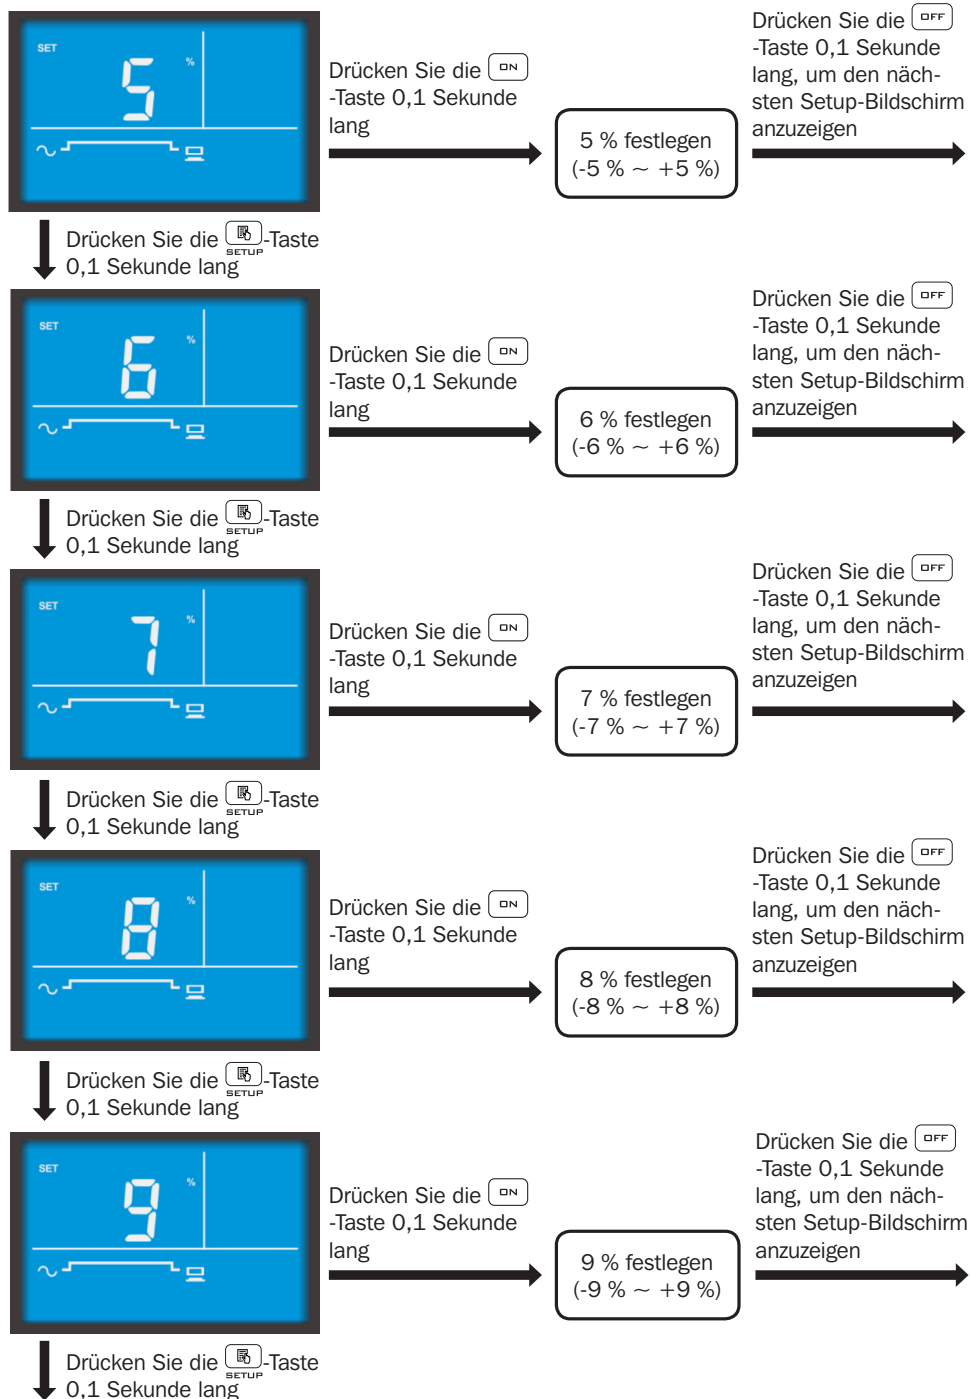 SET
5 %
Drücken Sie die ON
-Taste 0,1 Sekunde
lang
5 % festlegen
(-5 % ~ +5 %)
Drücken Sie die OFF
-Taste 0,1 Sekunde
lang, um den näch-
sten Setup-Bildschirm
anzuzeigen
Drücken Sie die SETUP-Taste
0,1 Sekunde lang
SET
6 %
Drücken Sie die ON
-Taste 0,1 Sekunde
lang
6 % festlegen
(-6 % ~ +6 %)
Drücken Sie die OFF
-Taste 0,1 Sekunde
lang, um den näch-
sten Setup-Bildschirm
anzuzeigen
Drücken Sie die SETUP-Taste
0,1 Sekunde lang
SET
7 %
Drücken Sie die ON
-Taste 0,1 Sekunde
lang
7 % festlegen
(-7 % ~ +7 %)
Drücken Sie die OFF
-Taste 0,1 Sekunde
lang, um den näch-
sten Setup-Bildschirm
anzuzeigen
Drücken Sie die SETUP-Taste
0,1 Sekunde lang
SET
8 %
Drücken Sie die ON
-Taste 0,1 Sekunde
lang
8 % festlegen
(-8 % ~ +8 %)
Drücken Sie die OFF
-Taste 0,1 Sekunde
lang, um den näch-
sten Setup-Bildschirm
anzuzeigen
Drücken Sie die SETUP-Taste
0,1 Sekunde lang
SET
9 %
Drücken Sie die ON
-Taste 0,1 Sekunde
lang
9 % festlegen
(-9 % ~ +9 %)
Drücken Sie die OFF
-Taste 0,1 Sekunde
lang, um den näch-
sten Setup-Bildschirm
anzuzeigen
Drücken Sie die SETUP-Taste
0,1 Sekunde lang